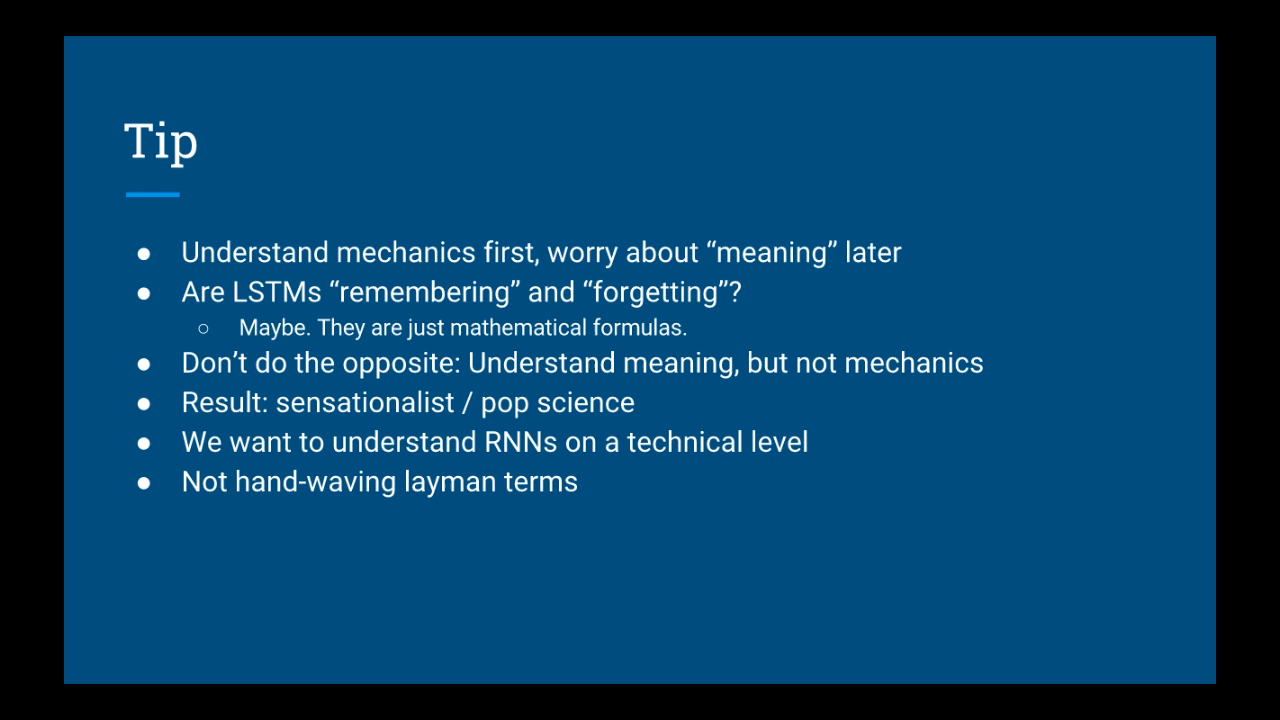 Tip
● Understand mechanics first, worry about “meaning” later
● Are LSTMs “remembering” and “forgetting”?
○ Maybe. They are just mathematical formulas.
● Don’t do the opposite: Understand meaning, but not mechanics
● Result: sensationalist / pop science
● We want to understand RNNs on a technical level
● Not hand-waving layman terms